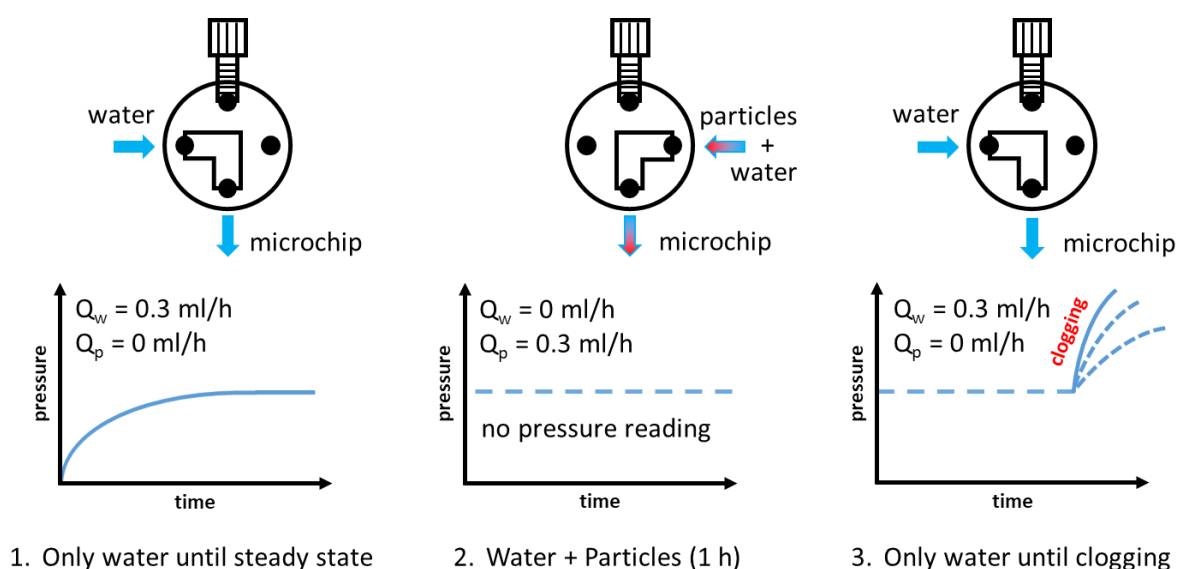 water
microchip
Q_w = 0.3 ml/h
Q_p = 0 ml/h
pressure
time
1. Only water until steady state
particles
+
water
microchip
Q_w = 0 ml/h
Q_p = 0.3 ml/h
no pressure reading
pressure
time
2. Water + Particles (1 h)
water
microchip
Q_w = 0.3 ml/h
Q_p = 0 ml/h
clogging
pressure
time
3. Only water until clogging